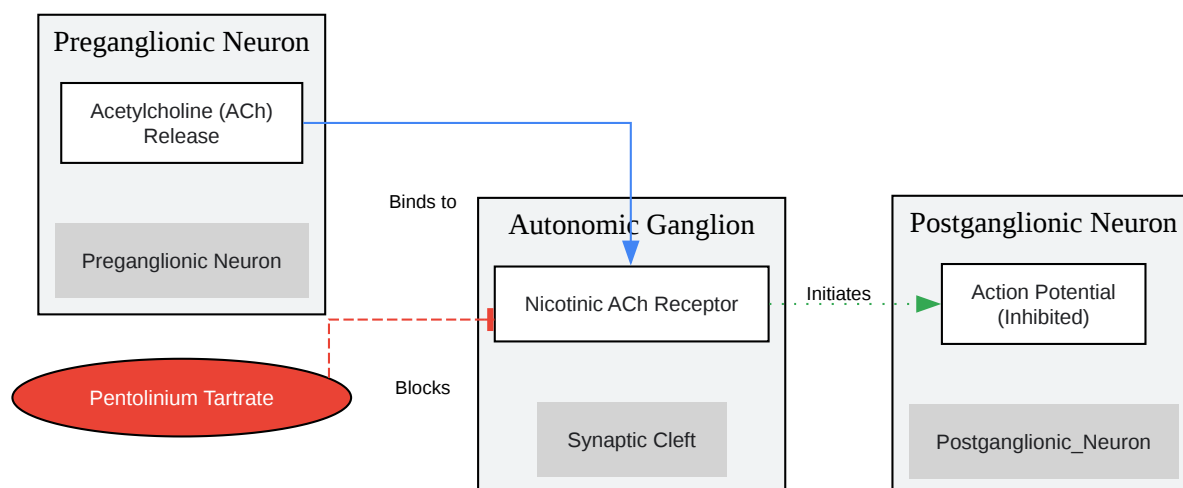 Preganglionic Neuron
Acetylcholine (ACh)
Release
Preganglionic Neuron
Binds to
Autonomic Ganglion
Nicotinic ACh Receptor
Synaptic Cleft
Postganglionic Neuron
Initiates
Action Potential
(Inhibited)
Postganglionic_Neuron
Pentolinium Tartrate
Blocks